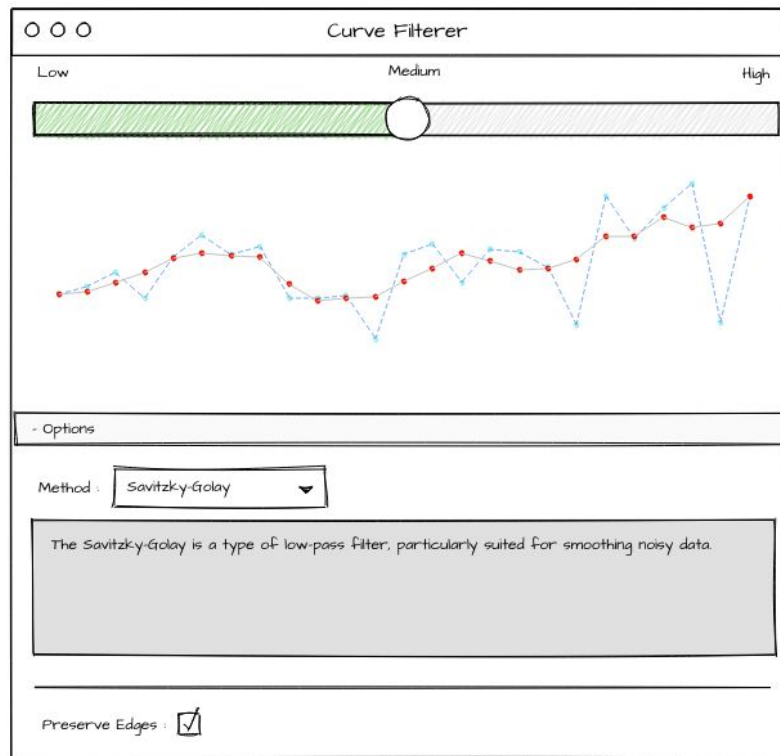 Curve Filterer
Low Medium High
- Options
Method : Savitzky-Golay
The Savitzky-Golay is a type of low-pass filter, particularly suited for smoothing noisy data.
Preserve Edges :